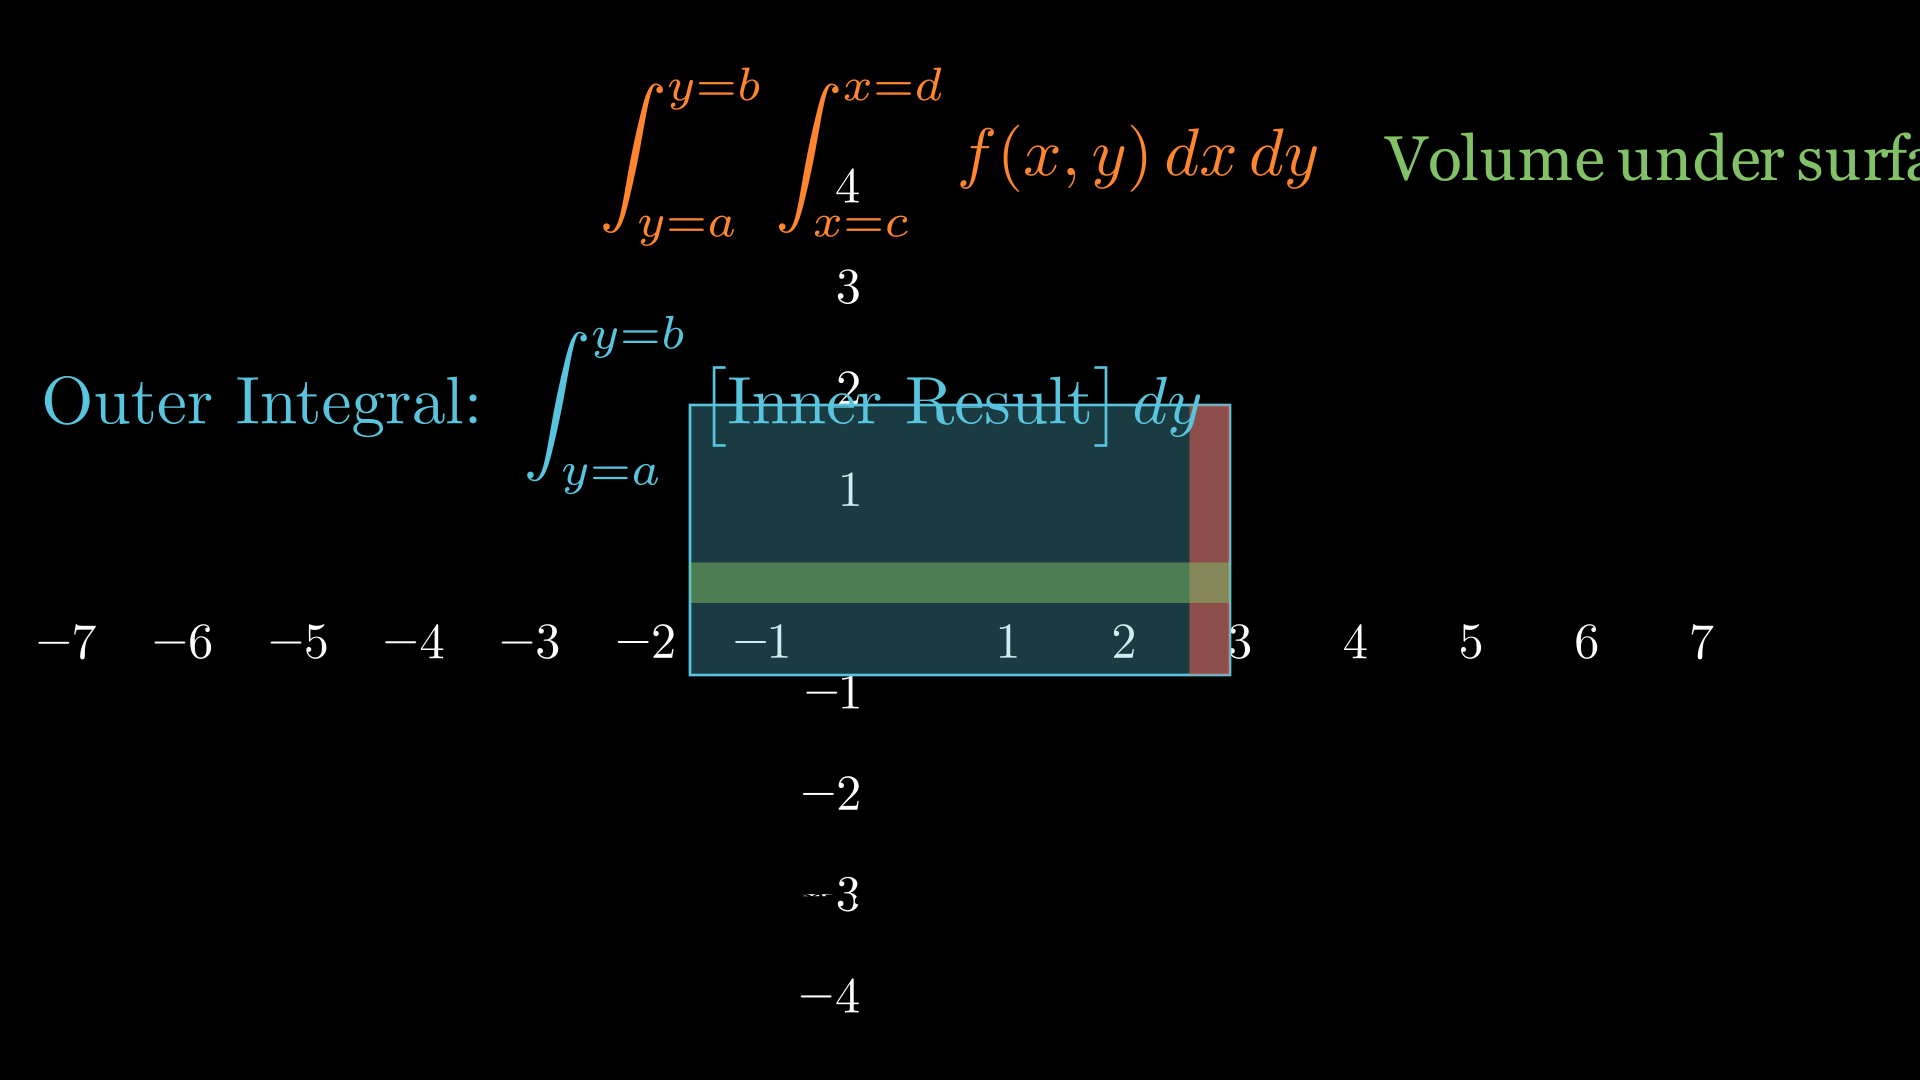 ∫_{y=a}^{y=b} ∫_{x=c}^{x=d} f(x, y) dx dy Volume under
4
3
2
Outer Integral: ∫_{y=a}^{y=b} [Inner Result] dy
1
−7 −6 −5 −4 −3 −2 −1 1 2 3 4 5 6 7
−1
−2
−3
−4